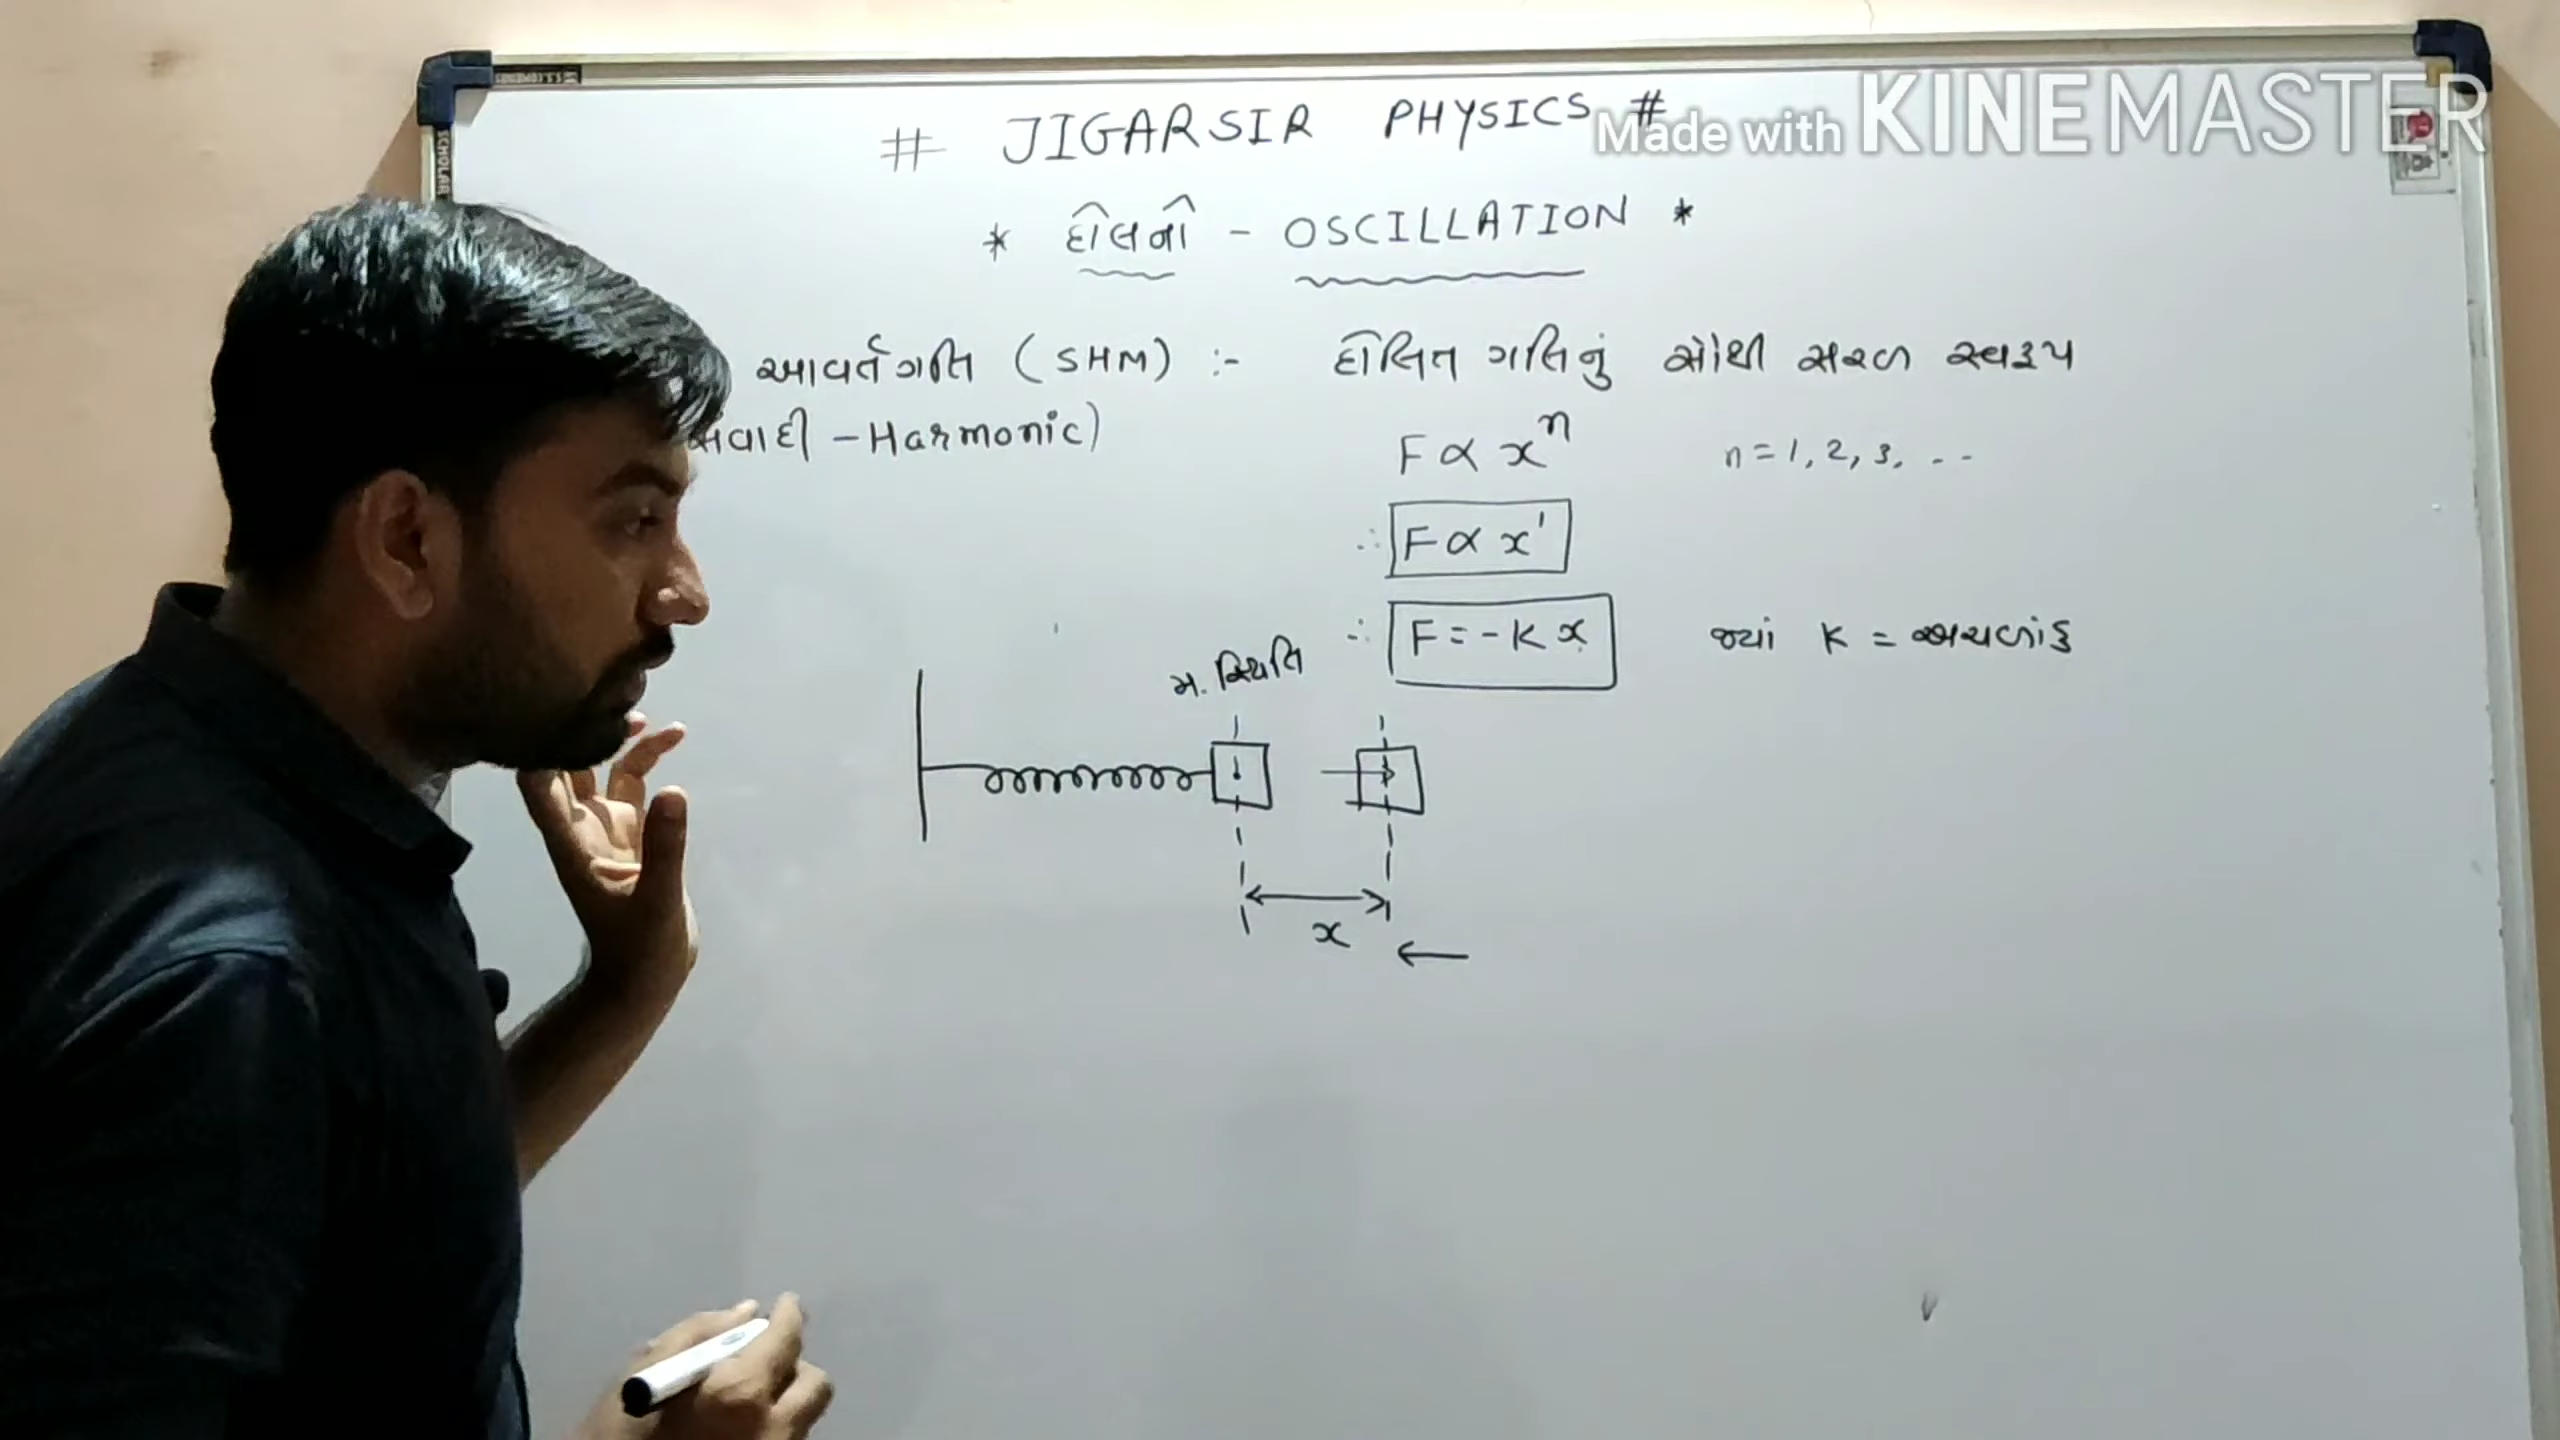 # JIGARSIR PHYSICS #
Made with KINEMASTER
* દોલનો - OSCILLATION *
આવર્તગતિ (SHM) :- દોલિત ગતિનું સૌથી સરળ સ્વરૂપ
સંવાદી - Harmonic)
F ∝ xⁿ n = 1, 2, 3, ..
∴ F ∝ x¹
∴ F = - K x જ્યાં K = અચળાંક
મ. સ્થિતિ
x
SCHOLAR